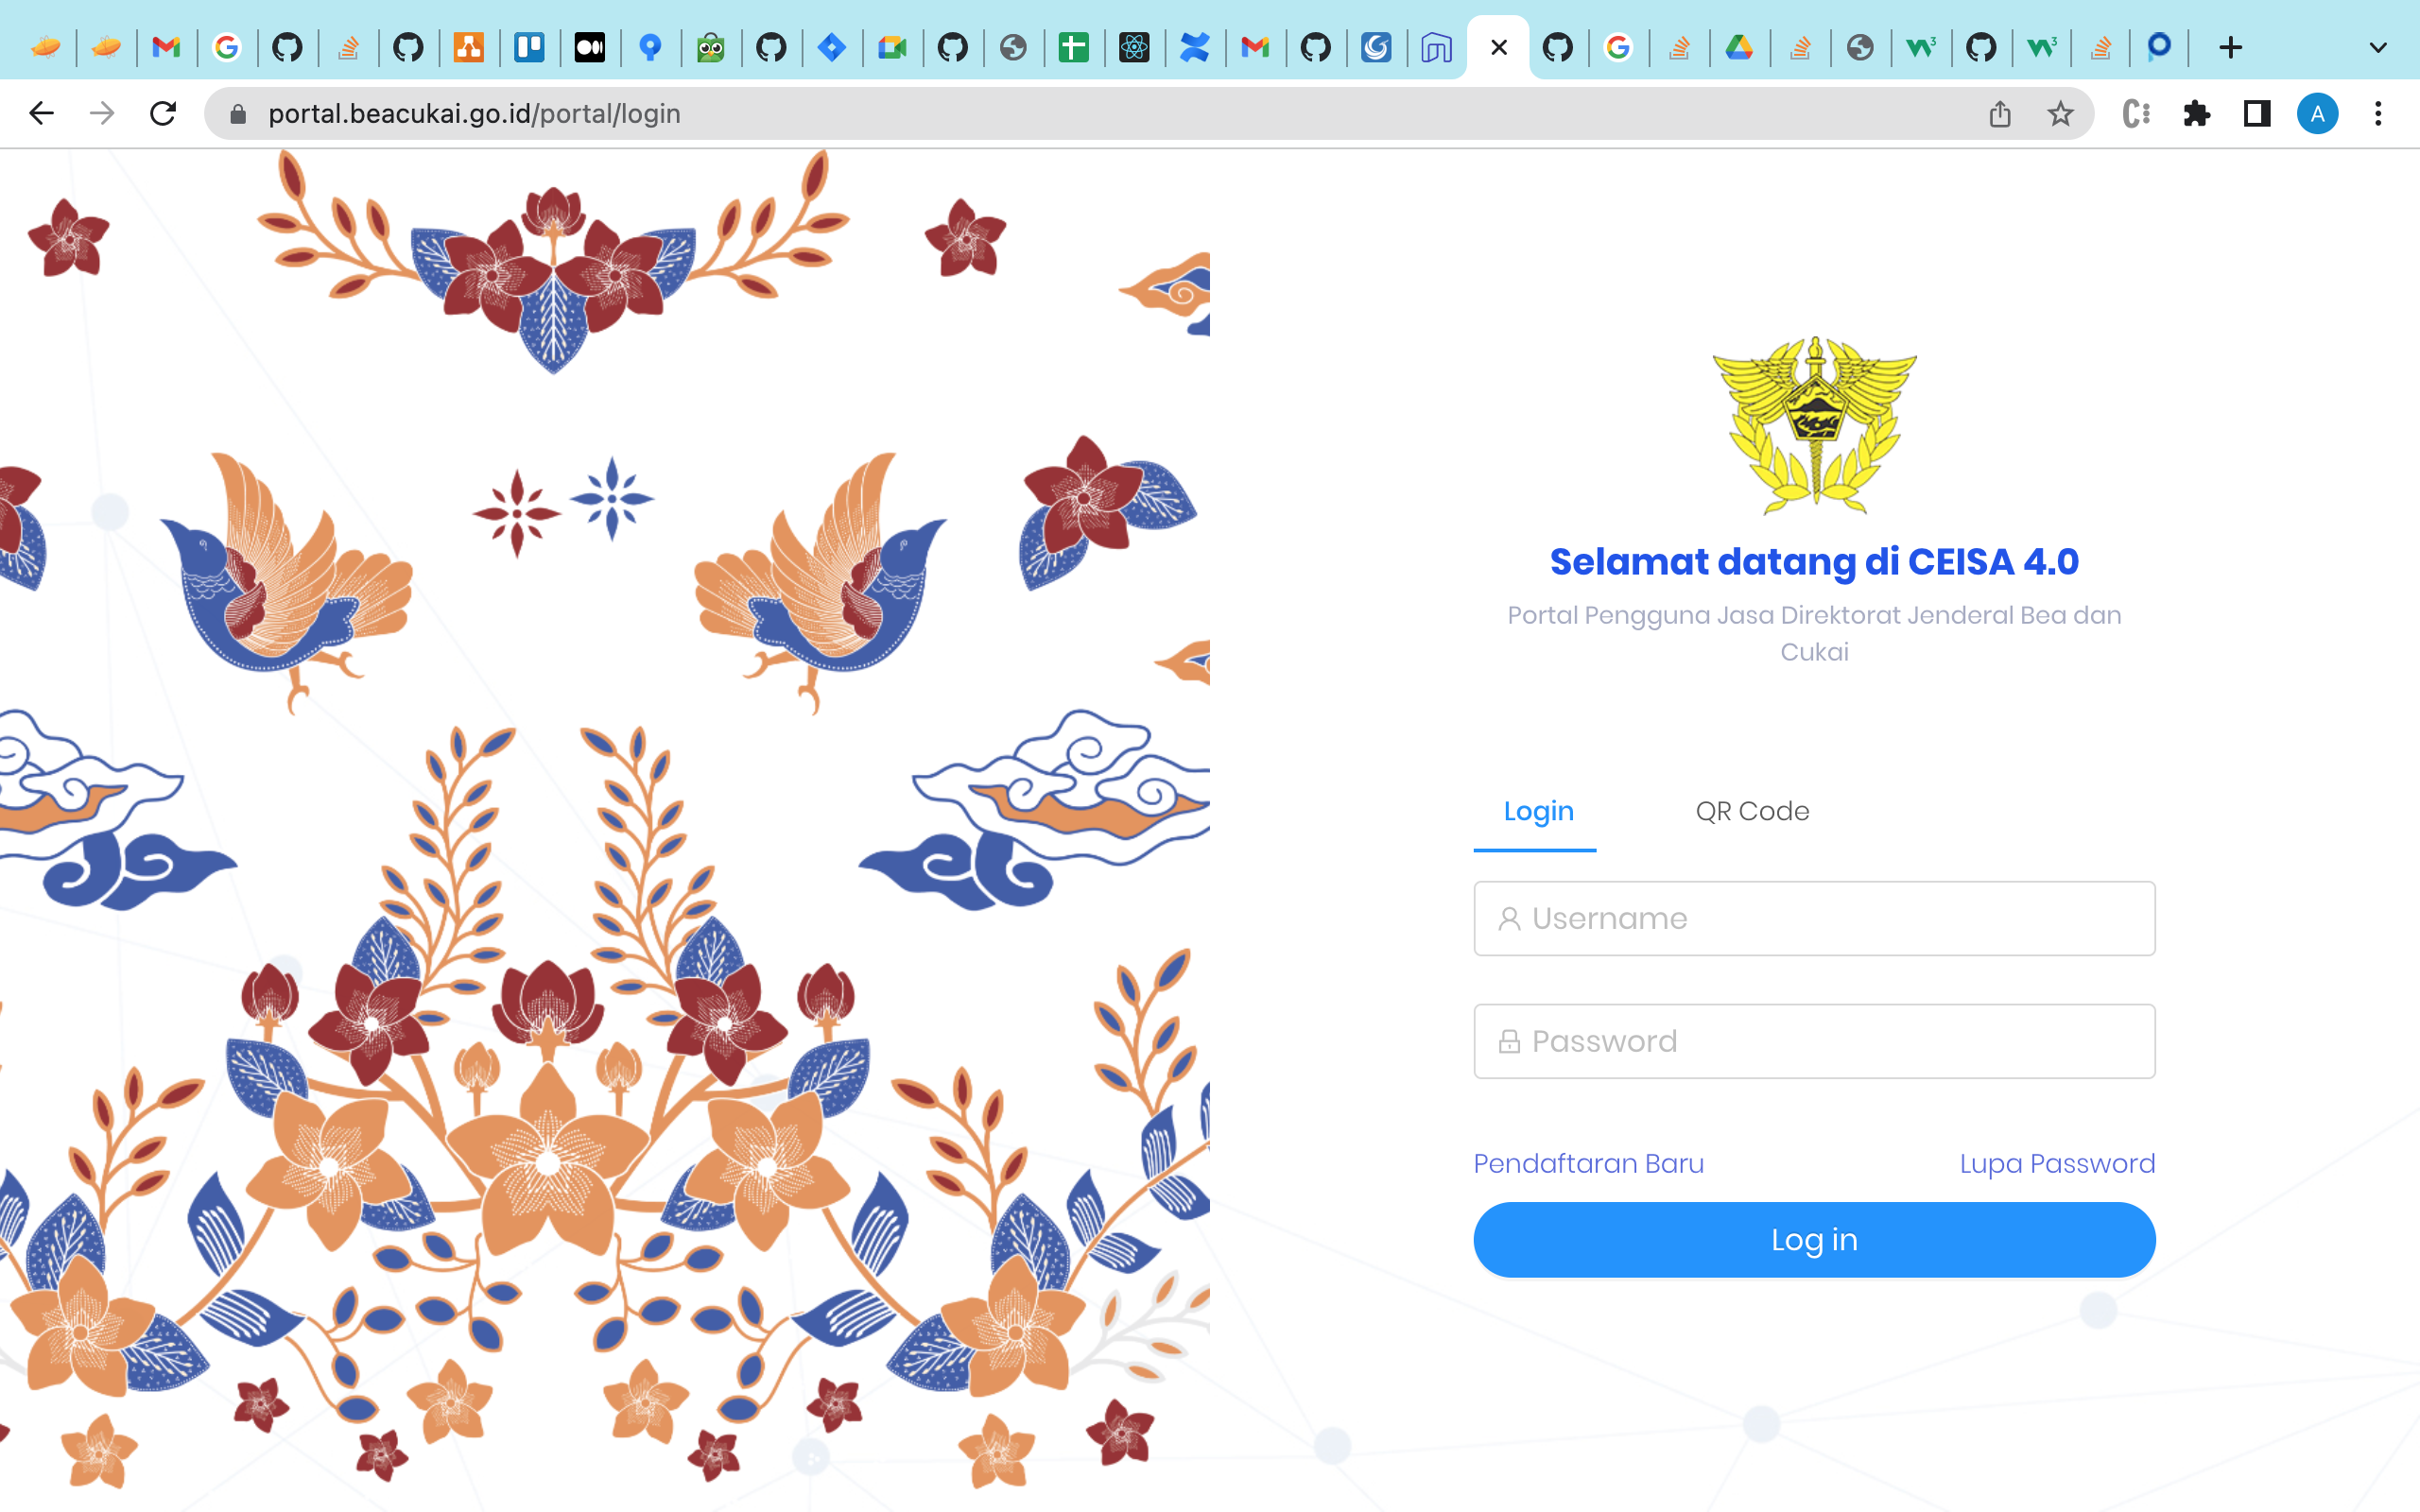 portal.beacukai.go.id/portal/login
A
Selamat datang di CEISA 4.0
Portal Pengguna Jasa Direktorat Jenderal Bea dan
Cukai
Login QR Code
Username
Password
Pendaftaran Baru Lupa Password
Log in